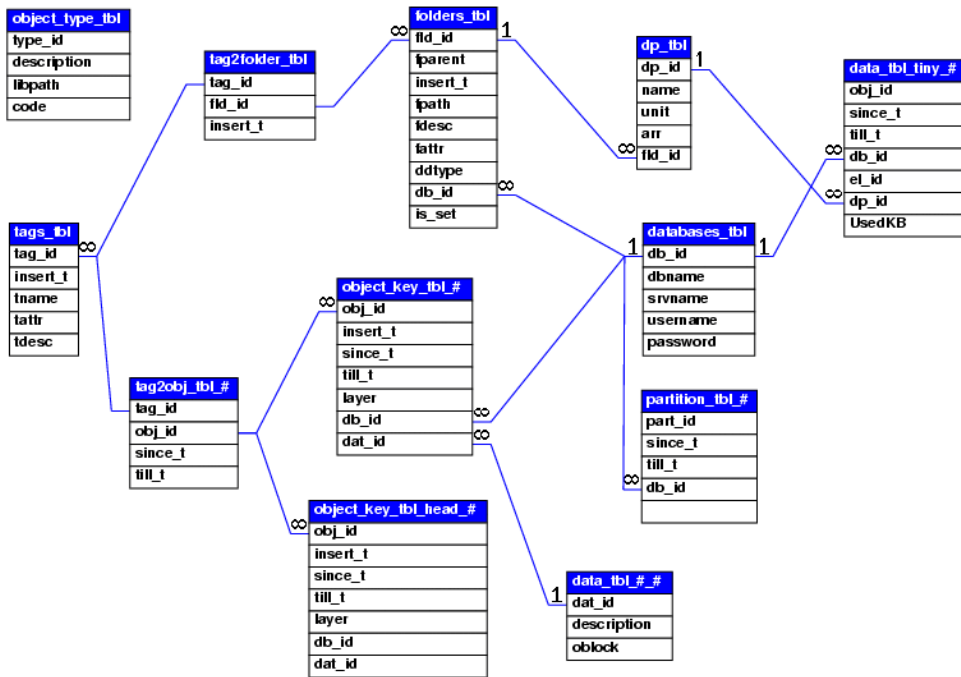 object_type_tbl
type_id
description
libpath
code
tag2folder_tbl
tag_id
fld_id
insert_t
folders_tbl
fld_id
fparent
insert_t
fpath
fdesc
fattr
ddtype
db_id
is_set
dp_tbl
dp_id
name
unit
arr
fld_id
data_tbl_tiny_#
obj_id
since_t
till_t
db_id
el_id
dp_id
UsedKB
tags_tbl
tag_id
insert_t
tname
tattr
tdesc
object_key_tbl_#
obj_id
insert_t
since_t
till_t
layer
db_id
dat_id
databases_tbl
db_id
dbname
srvname
username
password
tag2obj_tbl_#
tag_id
obj_id
since_t
till_t
partition_tbl_#
part_id
since_t
till_t
db_id
object_key_tbl_head_#
obj_id
insert_t
since_t
till_t
layer
db_id
dat_id
data_tbl_#_#
dat_id
description
oblock
∞
1
1
∞
∞
∞
∞
∞
1
1
∞
∞
∞
∞
∞
1